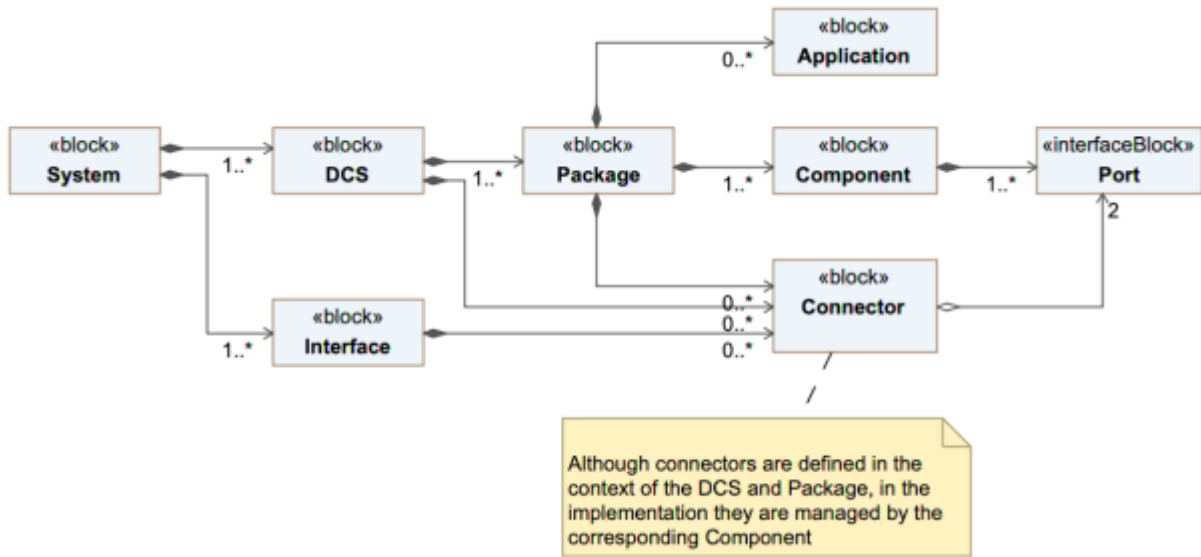 «block»
Application
0..*
«block»
System
1..*
1..*
«block»
DCS
1..*
«block»
Package
1..*
«block»
Component
1..*
«interfaceBlock»
Port
2
«block»
Interface
0..*
0..*
0..*
«block»
Connector
Although connectors are defined in the
context of the DCS and Package, in the
implementation they are managed by the
corresponding Component